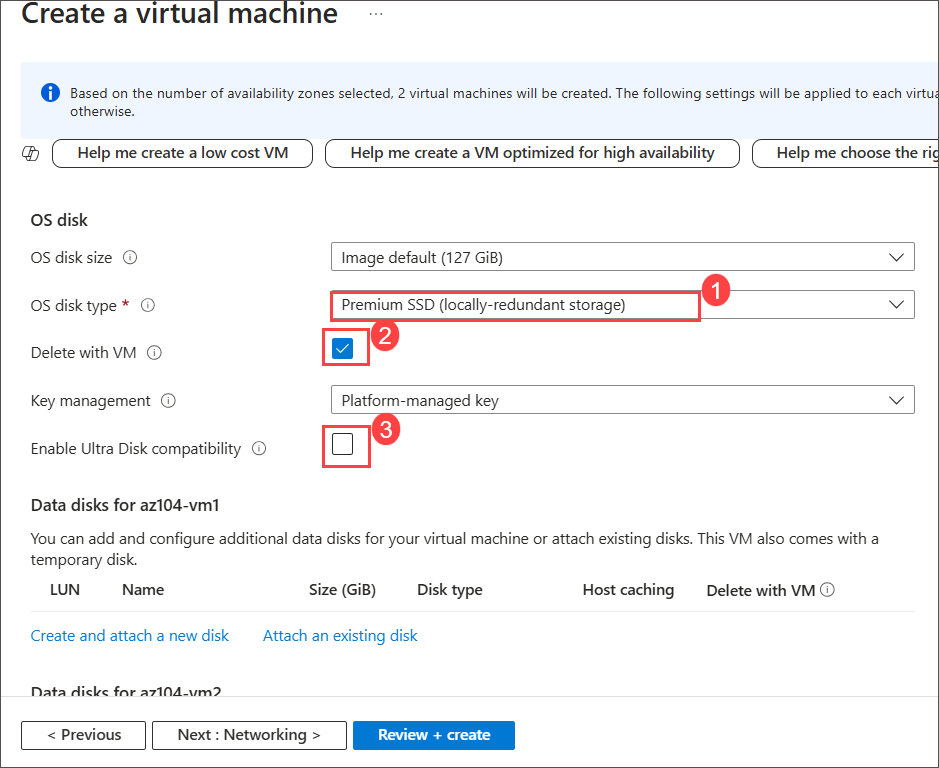 Create a virtual machine ...
Based on the number of availability zones selected, 2 virtual machines will be created. The following settings will be applied to each virtua
otherwise.
Help me create a low cost VM Help me create a VM optimized for high availability Help me choose the rig
OS disk
OS disk size Image default (127 GiB)
OS disk type * Premium SSD (locally-redundant storage) 1
Delete with VM 2
Key management Platform-managed key
Enable Ultra Disk compatibility 3
Data disks for az104-vm1
You can add and configure additional data disks for your virtual machine or attach existing disks. This VM also comes with a
temporary disk.
LUN Name Size (GiB) Disk type Host caching Delete with VM
Create and attach a new disk Attach an existing disk
Data disks for az104-vm2
< Previous Next : Networking > Review + create